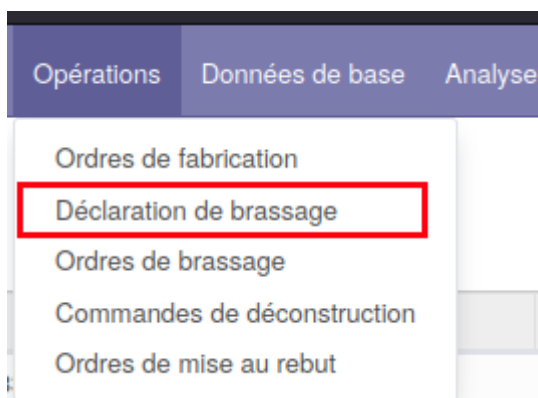 Opérations Données de base Analyse
Ordres de fabrication
Déclaration de brassage
Ordres de brassage
Commandes de déconstruction
Ordres de mise au rebut